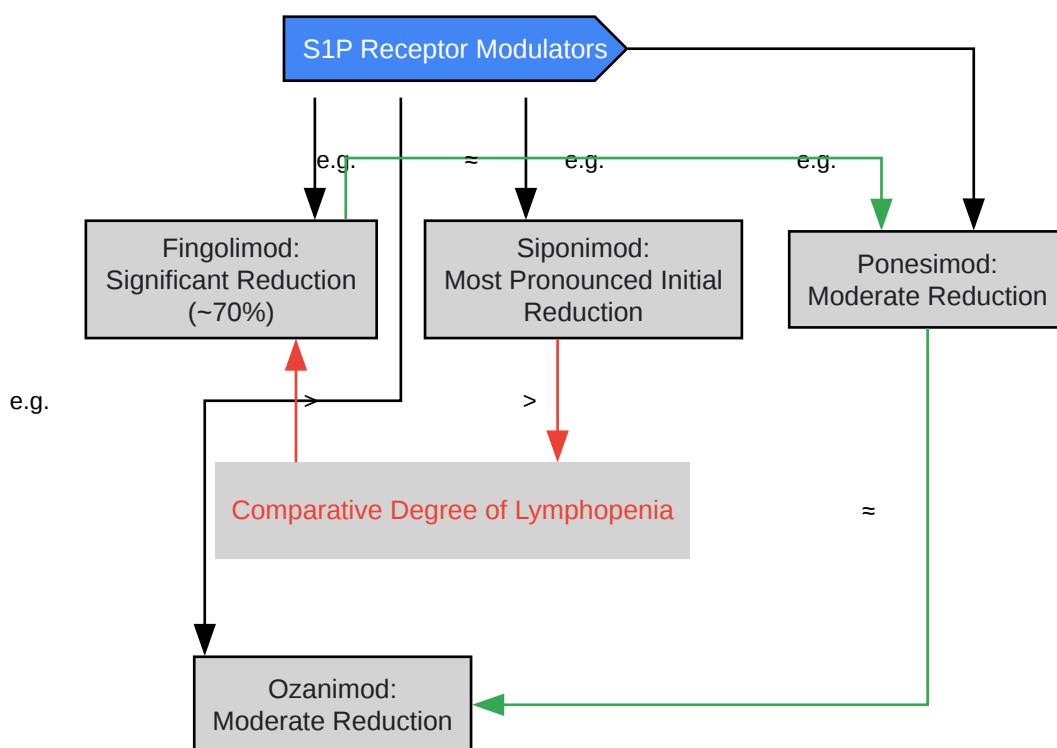 S1P Receptor Modulators
e.g.
≈
e.g.
e.g.
Fingolimod:
Significant Reduction
(~70%)
Siponimod:
Most Pronounced Initial
Reduction
Ponesimod:
Moderate Reduction
e.g.
>
>
Comparative Degree of Lymphopenia
≈
Ozanimod:
Moderate Reduction